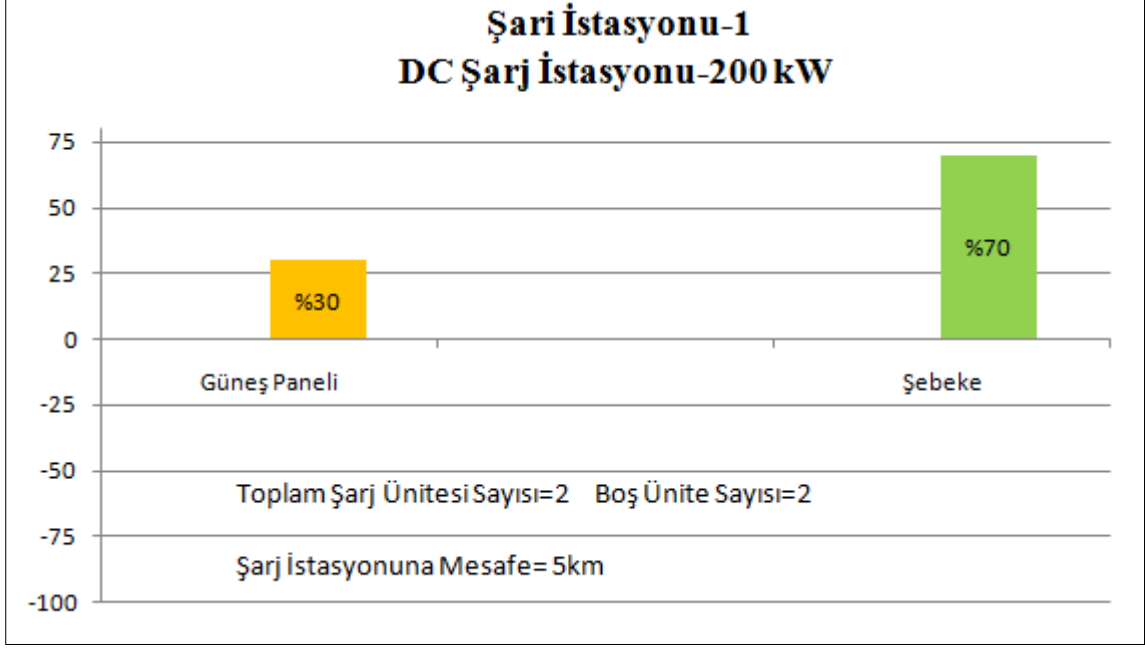 Şari İstasyonu-1
DC Şarj İstasyonu-200 kW
75
50
25
0
-25
-50
-75
-100
%30
%70
Güneş Paneli
Şebeke
Toplam Şarj Ünitesi Sayısı=2 Boş Ünite Sayısı=2
Şarj İstasyonuna Mesafe= 5km